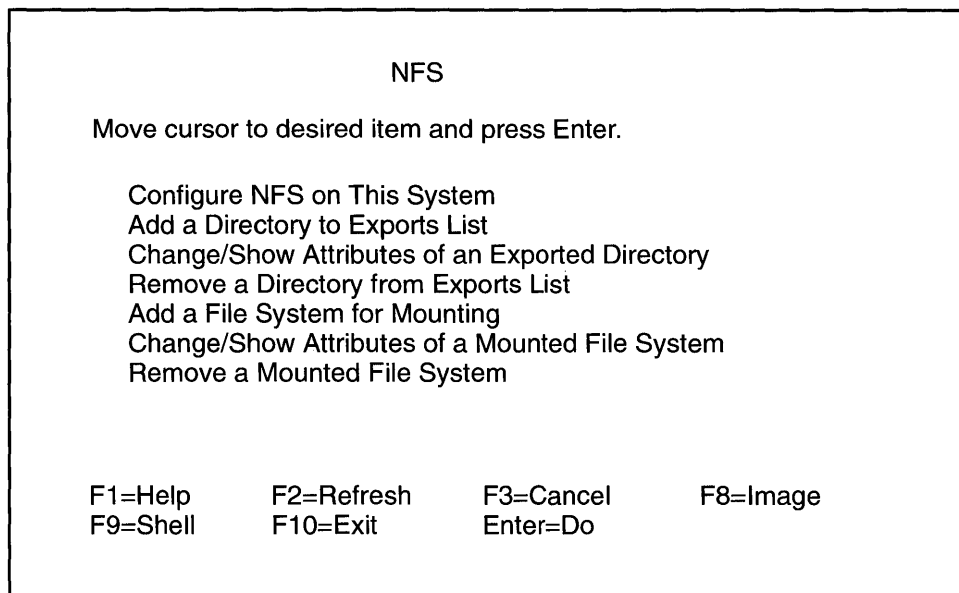 NFS
Move cursor to desired item and press Enter.
Configure NFS on This System
Add a Directory to Exports List
Change/Show Attributes of an Exported Directory
Remove a Directory from Exports List
Add a File System for Mounting
Change/Show Attributes of a Mounted File System
Remove a Mounted File System
F1=Help F2=Refresh F3=Cancel F8=Image
F9=Shell F10=Exit Enter=Do